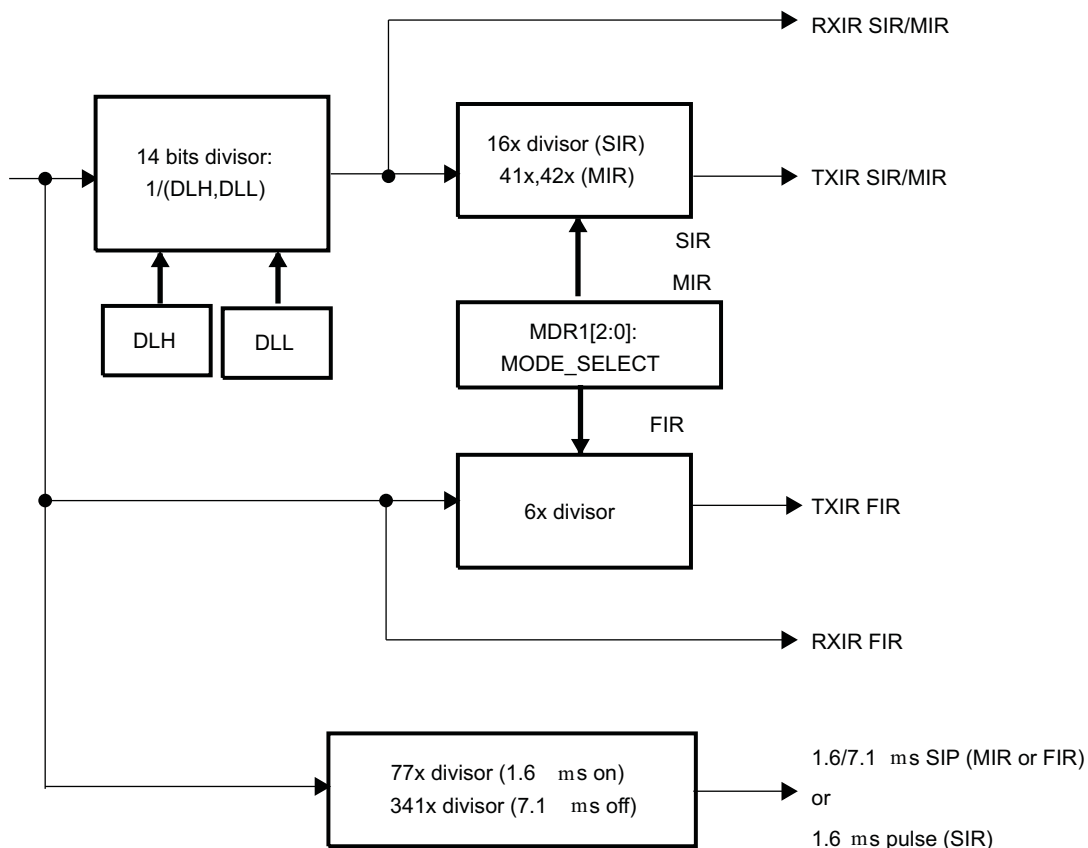 RXIR SIR/MIR
14 bits divisor:
1/(DLH,DLL)
16x divisor (SIR)
41x,42x (MIR)
TXIR SIR/MIR
SIR
MIR
DLH
DLL
MDR1[2:0]:
MODE_SELECT
FIR
6x divisor
TXIR FIR
RXIR FIR
77x divisor (1.6 ms on)
341x divisor (7.1 ms off)
1.6/7.1 ms SIP (MIR or FIR)
or
1.6 ms pulse (SIR)